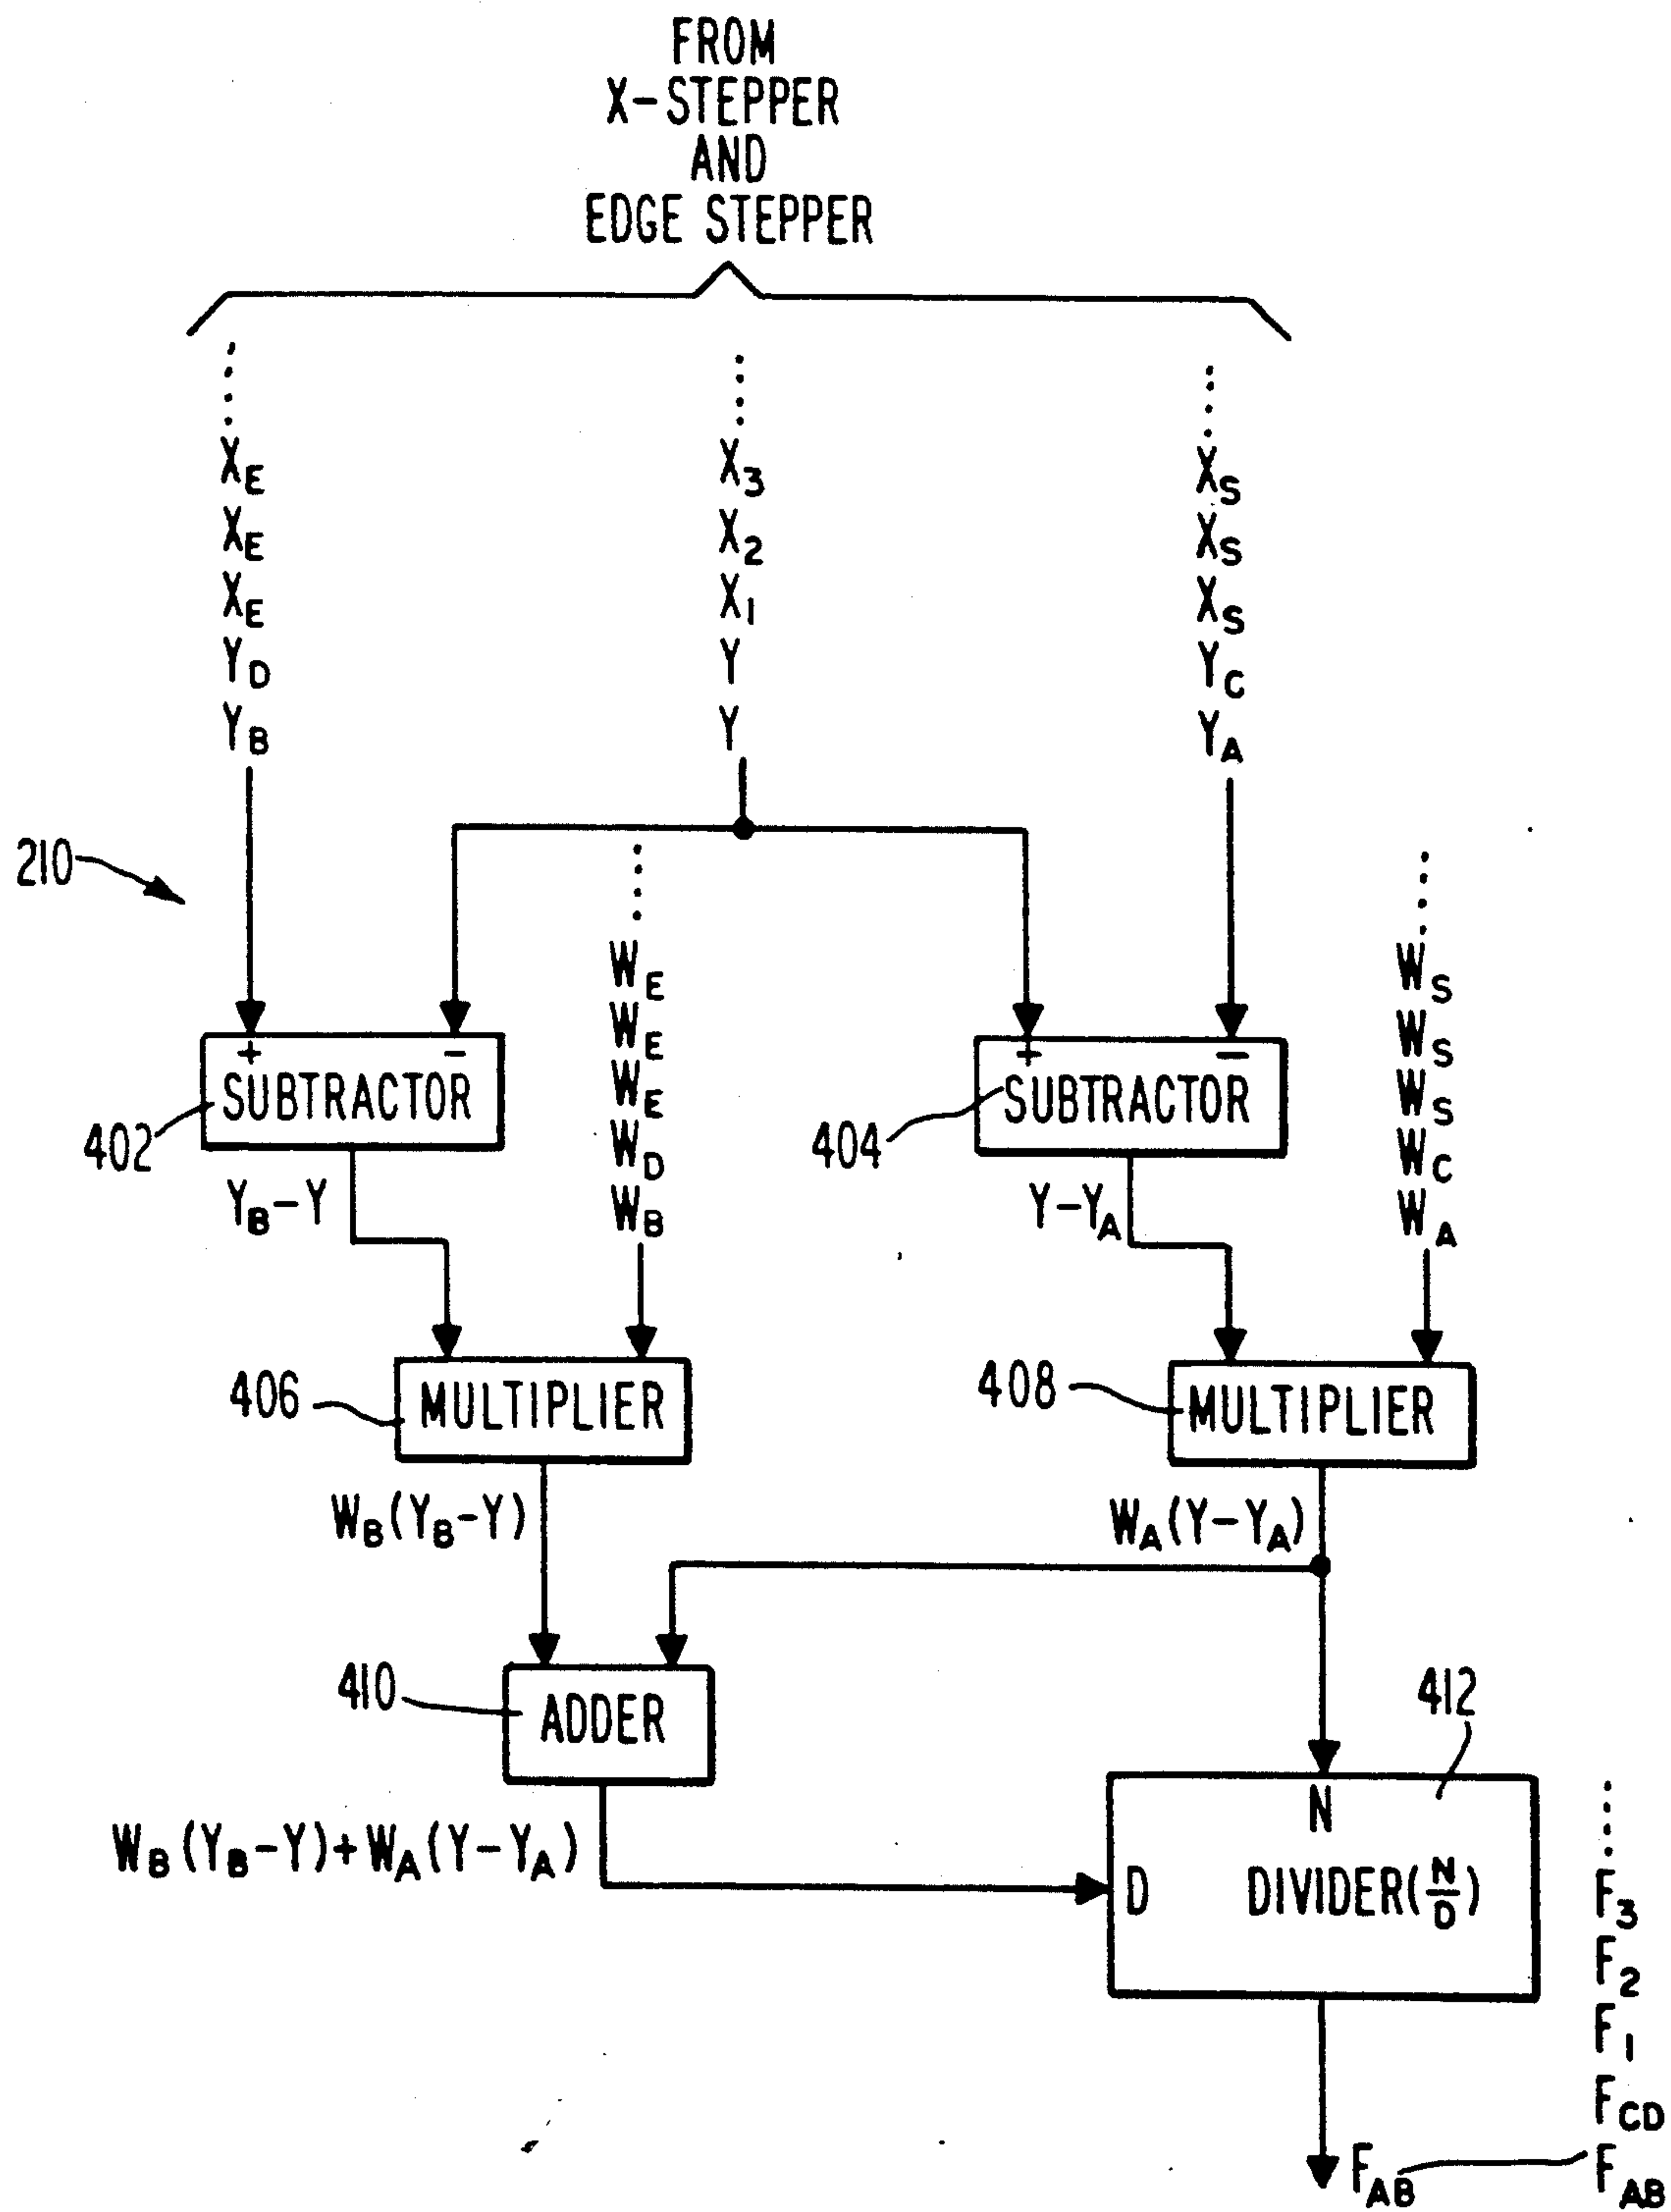 FROM
X-STEPPER
AND
EDGE STEPPER
X_E X_3 X_S
X_E X_2 X_S
X_E X_1 X_S
Y_D Y Y_C
Y_B Y Y_A
210
W_E W_S
W_E W_S
W_E W_S
W_D W_C
W_B W_A
+ -
SUBTRACTOR
402
+ -
SUBTRACTOR
404
Y_B-Y
Y-Y_A
406
MULTIPLIER
408
MULTIPLIER
W_B(Y_B-Y)
W_A(Y-Y_A)
410
ADDER
412
W_B(Y_B-Y)+W_A(Y-Y_A)
N
D DIVIDER(N/D)
F_3
F_2
F_1
F_CD
F_AB
F_AB